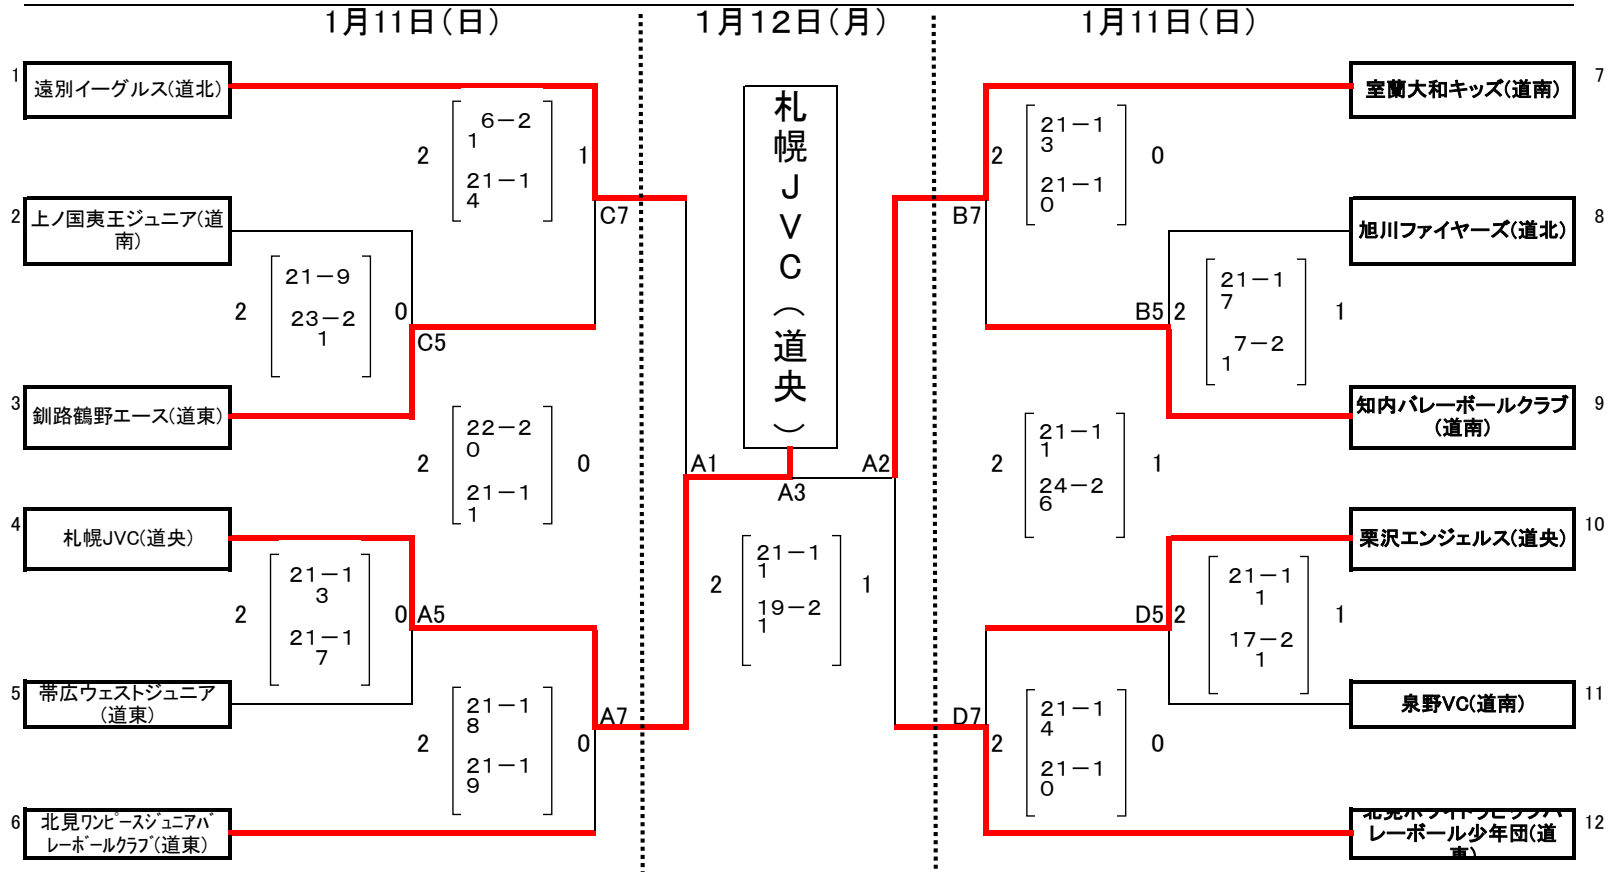 1月11日(日)
1月12日(月)
1月11日(日)
1
遠別イーグルス(道北)
2
上ノ国夷王ジュニア(道
南)
3
釧路鶴野エース(道東)
4
札幌JVC(道央)
5
帯広ウェストジュニア
(道東)
6
北見ワンピースジュニアバ
レーボールクラブ(道東)
2
6-2
1
21-1
4
1
C7
2
21-9
23-2
1
0
C5
2
22-2
0
21-1
1
0
2
21-1
3
21-1
7
0
A5
2
21-1
8
21-1
9
0
A7
札幌JVC(道央)
A1
A2
A3
2
21-1
1
19-2
1
1
2
21-1
3
21-1
0
0
B7
B5
2
21-1
7
7-2
1
1
2
21-1
1
24-2
6
1
D5
2
21-1
1
17-2
1
1
D7
2
21-1
4
21-1
0
0
室蘭大和キッズ(道南)
7
旭川ファイヤーズ(道北)
8
知内バレーボールクラブ
(道南)
9
栗沢エンジェルス(道央)
10
泉野VC(道南)
11
レーボール少年団(道
12